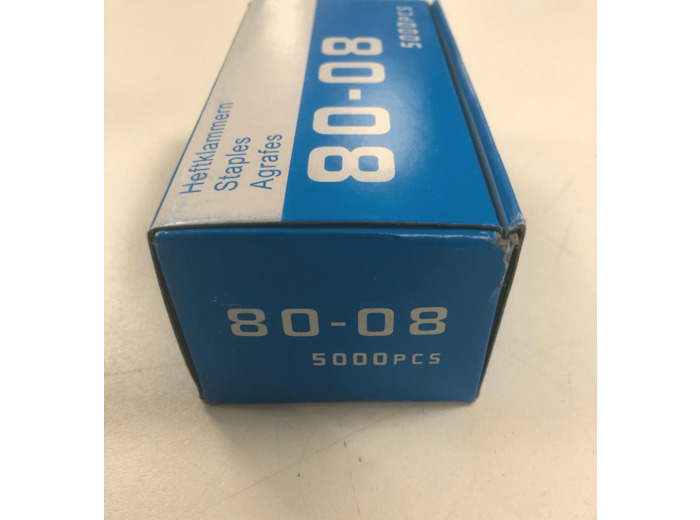 Heftklammern
Staples
Agrafes
80-08
5000PCS
80-08
5000PCS